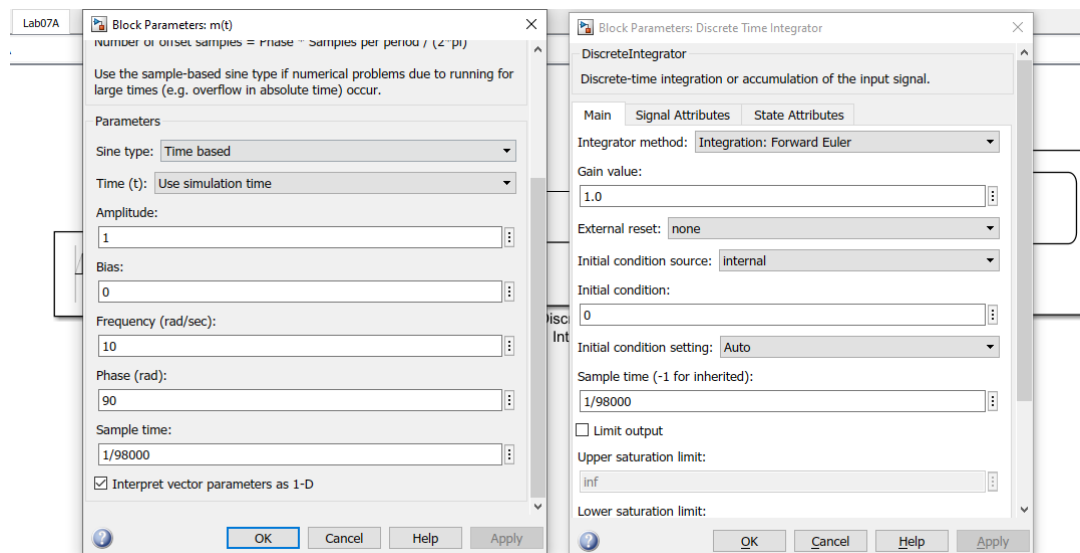 Lab07A
Block Parameters: m(t)
Number of offset samples = Phase * Samples per period / (2*pi)
Use the sample-based sine type if numerical problems due to running for
large times (e.g. overflow in absolute time) occur.
Parameters
Sine type: Time based
Time (t): Use simulation time
Amplitude:
1
Bias:
0
Frequency (rad/sec):
10
Phase (rad):
90
Sample time:
1/98000
Interpret vector parameters as 1-D
OK Cancel Help Apply
Disc
Int
Block Parameters: Discrete Time Integrator
DiscreteIntegrator
Discrete-time integration or accumulation of the input signal.
Main Signal Attributes State Attributes
Integrator method: Integration: Forward Euler
Gain value:
1.0
External reset: none
Initial condition source: internal
Initial condition:
0
Initial condition setting: Auto
Sample time (-1 for inherited):
1/98000
Limit output
Upper saturation limit:
inf
Lower saturation limit:
OK Cancel Help Apply